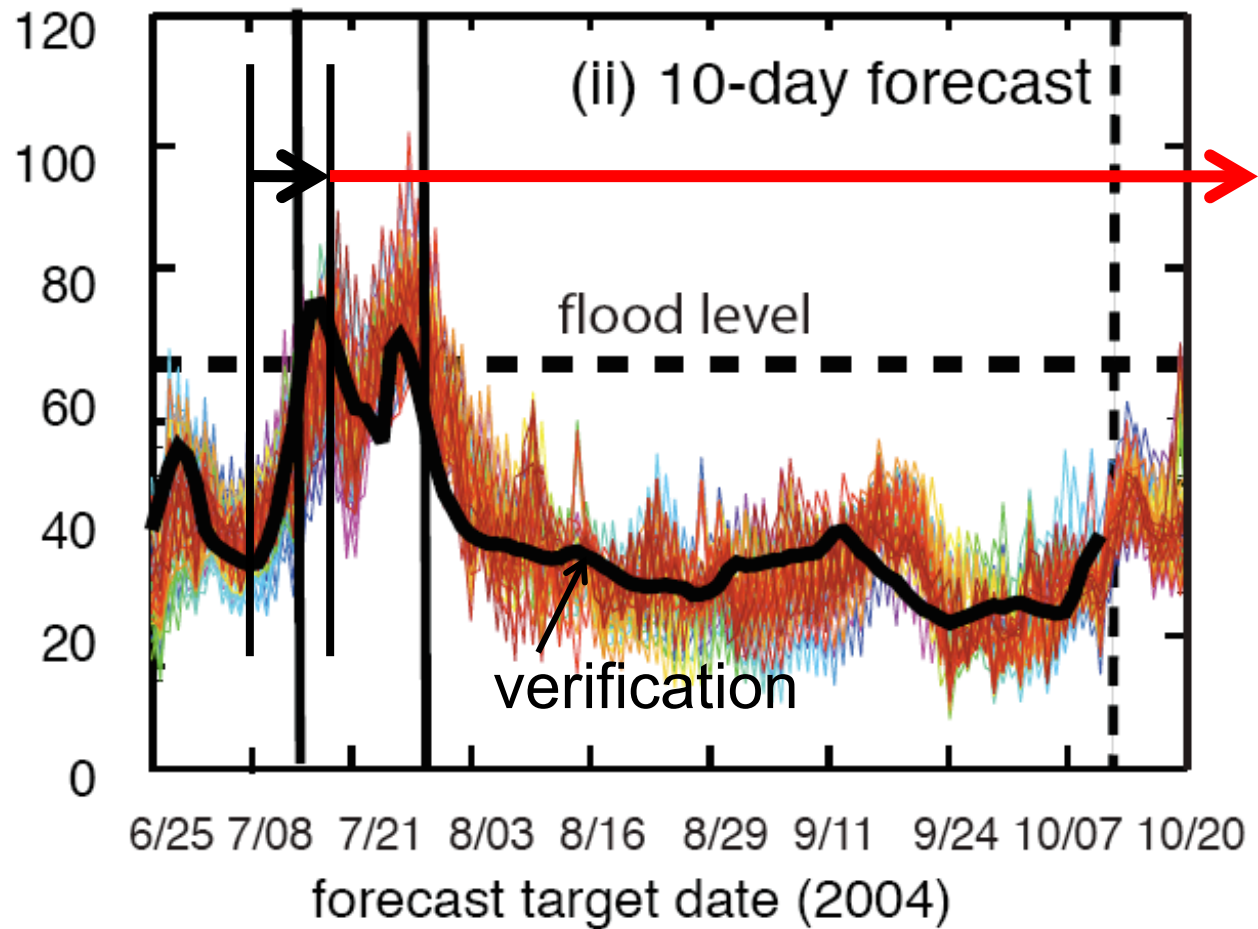 120
(ii) 10-day forecast
100
80
flood level
60
40
20
verification
0
6/25 7/08 7/21 8/03 8/16 8/29 9/11 9/24 10/07 10/20
forecast target date (2004)